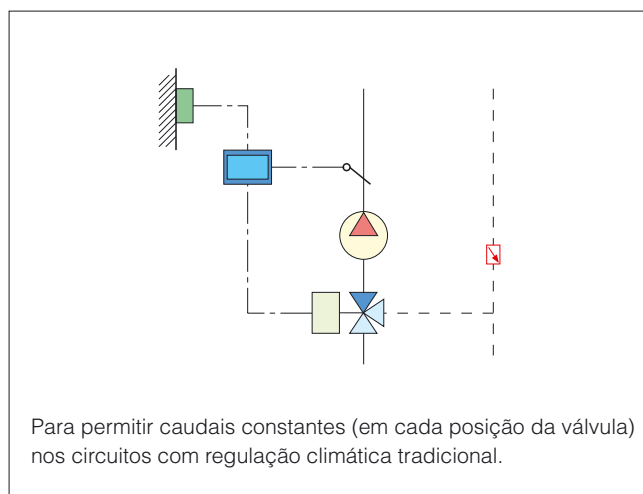 Para permitir caudais constantes (em cada posição da válvula)
nos circuitos com regulação climática tradicional.